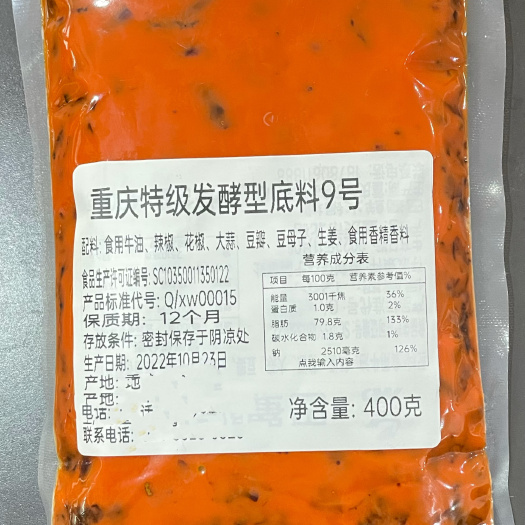 重庆特级发酵型底料9号
配料: 食用牛油、辣椒、花椒、大蒜、豆瓣、豆母子、生姜、食用香精香料
食品生产许可证编号: SC10350011350122
产品标准代号: Q/xw00015
保质期: 12个月
存放条件: 密封保存于阴凉处
生产日期: 2022年10月23日
产地:
产地:
电话:
联系电话:
营养成分表
项目 每100克 营养素参考值%
能量 3001千焦 36%
蛋白质 1.0克 2%
脂肪 79.8克 133%
碳水化合物 1.8克 1%
钠 2510毫克 126%
点我输入内容
净含量: 400克